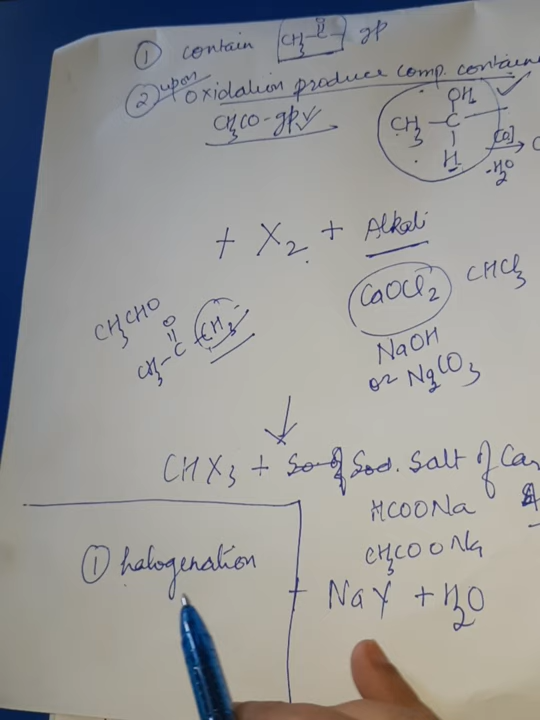 ① contain CH₃-C=O gp
② upon Oxidation produce comp. containe
CH₃CO-gp ✓
CH₃-C-OH
H
[O]
-H₂O
+ X₂ + Alkali
CH₃CHO
CH₃-C-CH₃
O
CaOCl₂ CHCl₃
NaOH
or Na₂CO₃
CHX₃ + Sod. Salt of Car
HCOONa
CH₃COONa
① halogenation
+ NaX + H₂O